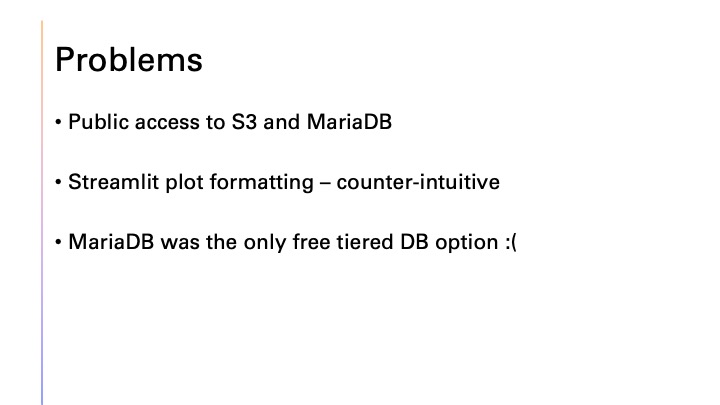 Problems
• Public access to S3 and MariaDB
• Streamlit plot formatting – counter-intuitive
• MariaDB was the only free tiered DB option :(